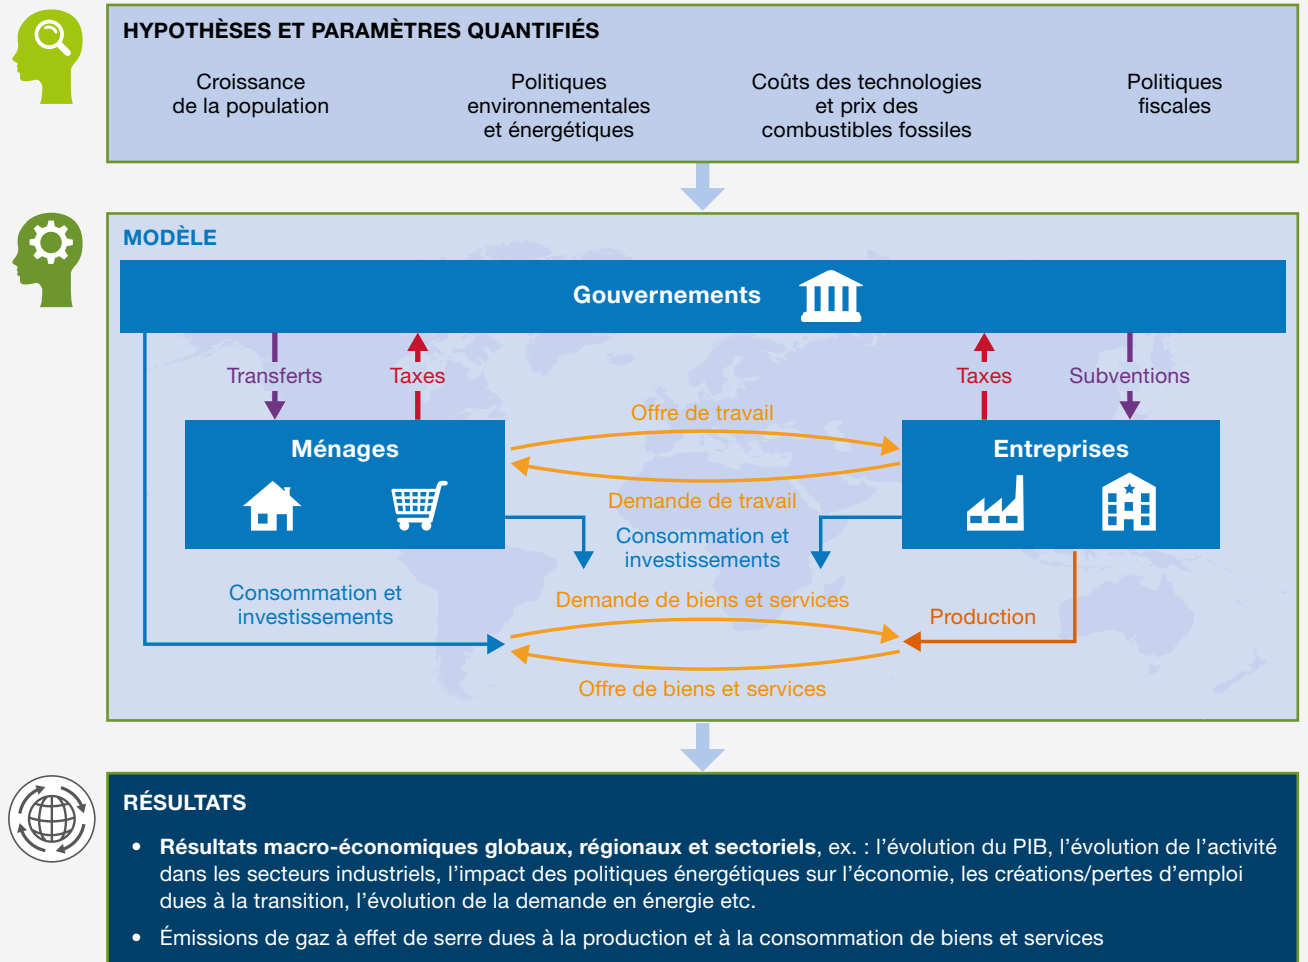 HYPOTHÈSES ET PARAMÈTRES QUANTIFIÉS
Croissance
de la population
Politiques
environnementales
et énergétiques
Coûts des technologies
et prix des
combustibles fossiles
Politiques
fiscales
MODÈLE
Gouvernements
Transferts
Taxes
Taxes
Subventions
Offre de travail
Ménages
Entreprises
Demande de travail
Consommation et
investissements
Consommation et
investissements
Demande de biens et services
Production
Offre de biens et services
RÉSULTATS
• Résultats macro-économiques globaux, régionaux et sectoriels, ex. : l’évolution du PIB, l’évolution de l’activité
dans les secteurs industriels, l’impact des politiques énergétiques sur l’économie, les créations/pertes d’emploi
dues à la transition, l’évolution de la demande en énergie etc.
• Émissions de gaz à effet de serre dues à la production et à la consommation de biens et services